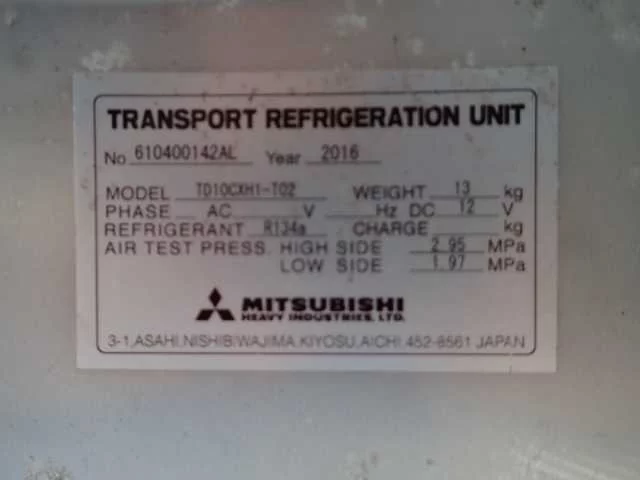 TRANSPORT REFRIGERATION UNIT
No 610400142AL Year 2016
MODEL TD10CXH1-T02 WEIGHT 13 kg
PHASE AC V Hz DC 12 V
REFRIGERANT R134a CHARGE kg
AIR TEST PRESS. HIGH SIDE 2.95 MPa
LOW SIDE 1.97 MPa
MITSUBISHI
HEAVY INDUSTRIES, LTD.
3-1, ASAHI, NISHIBIWAJIMA, KIYOSU, AICHI 452-8561 JAPAN